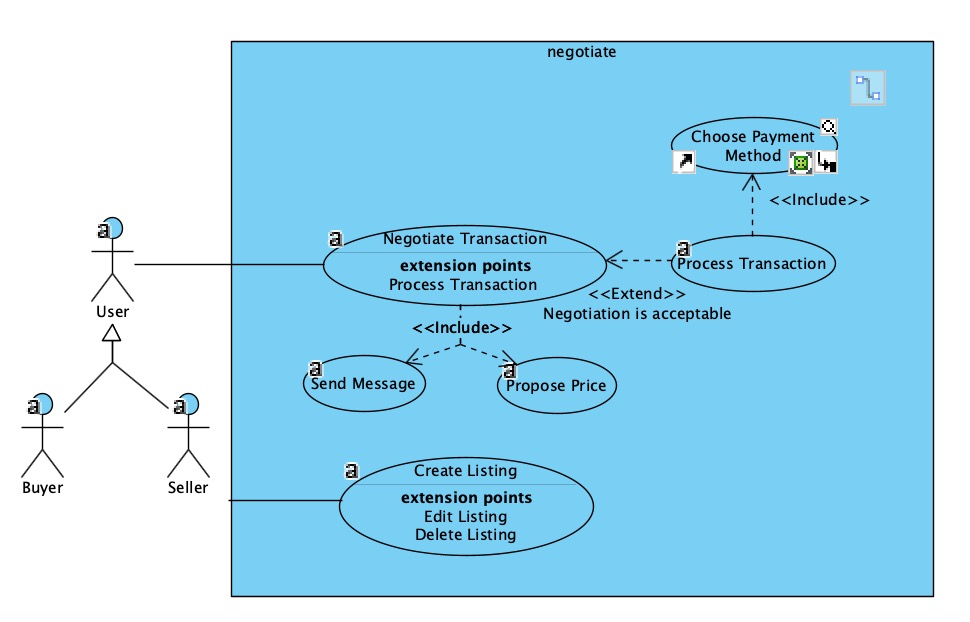 negotiate
Choose Payment
Method
<<Include>>
a
a
Negotiate Transaction
a
Process Transaction
extension points
Process Transaction
<<Extend>>
Negotiation is acceptable
User
<<Include>>
a
Send Message
a
Propose Price
a
a
Buyer
Seller
a
Create Listing
extension points
Edit Listing
Delete Listing